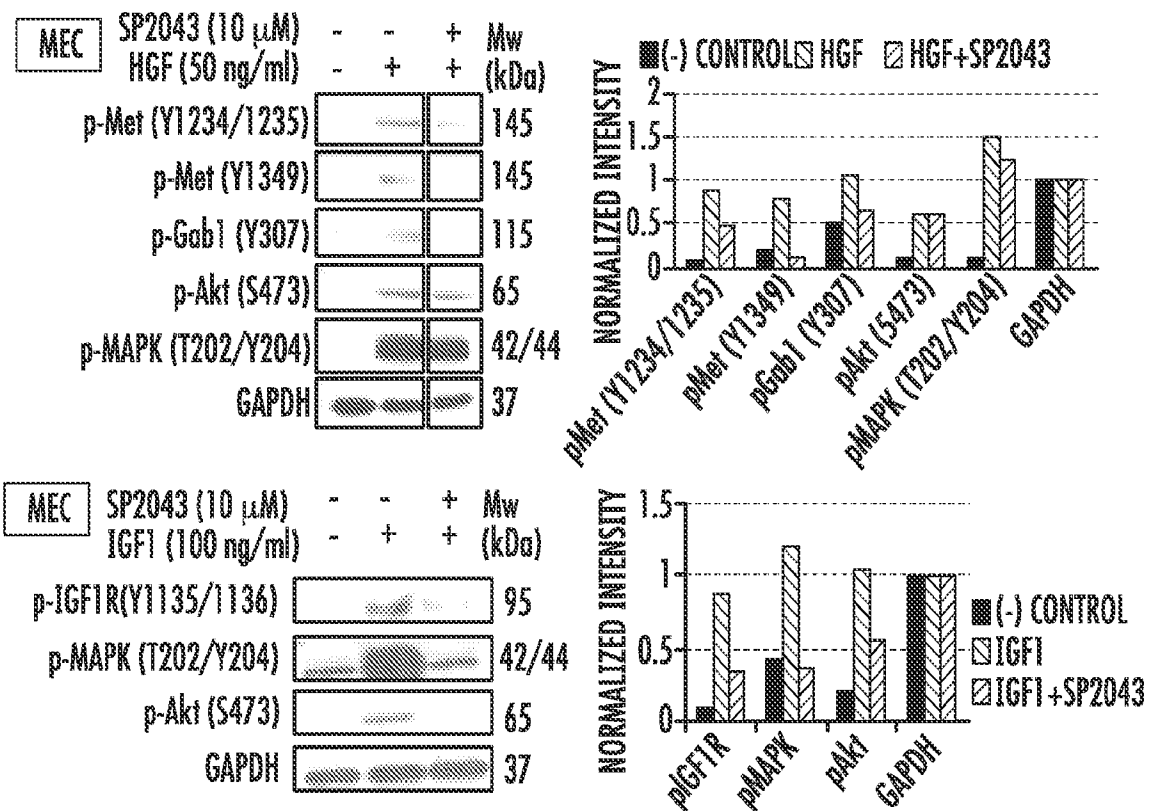 MEC
SP2043 (10 μM) - - + Mw
HGF (50 ng/ml) - + + (kDa)
p-Met (Y1234/1235) 145
p-Met (Y1349) 145
p-Gab1 (Y307) 115
p-Akt (S473) 65
p-MAPK (T202/Y204) 42/44
GAPDH 37
(-) CONTROL HGF HGF+SP2043
NORMALIZED INTENSITY
2
1.5
1
0.5
0
pMet (Y1234/1235)
pMet (Y1349)
pGab1 (Y307)
pAkt (5473)
pMAPK (T202/Y204)
GAPDH
MEC
SP2043 (10 μM) - - + Mw
IGF1 (100 ng/ml) - + + (kDa)
p-IGF1R(Y1135/1136) 95
p-MAPK (T202/Y204) 42/44
p-Akt (S473) 65
GAPDH 37
NORMALIZED INTENSITY
1.5
1
0.5
0
pIGF1R
pMAPK
pAkt
GAPDH
(-) CONTROL
IGF1
IGF1+SP2043